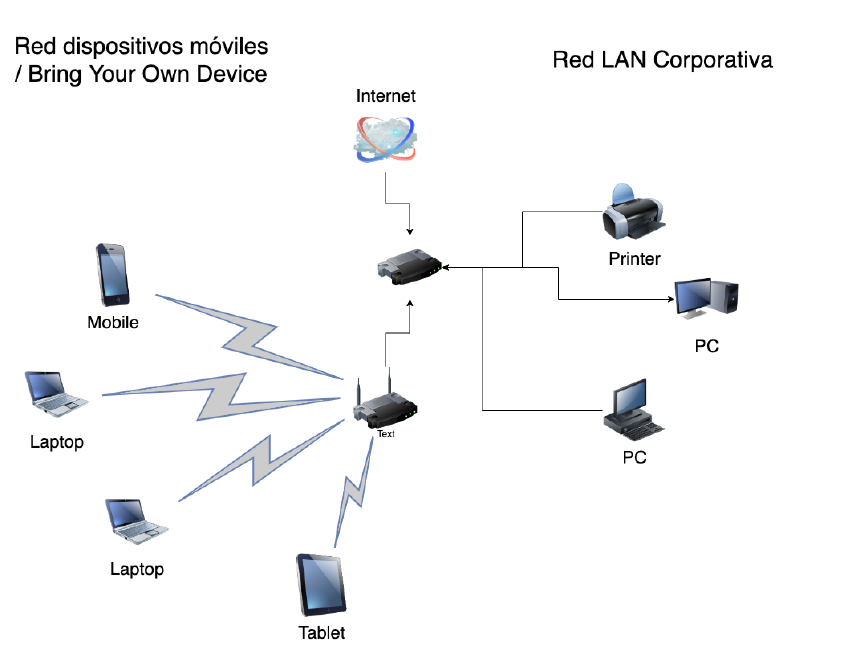 Red dispositivos móviles
/ Bring Your Own Device
Red LAN Corporativa
Internet
Printer
Mobile
PC
Laptop
Text
PC
Laptop
Tablet